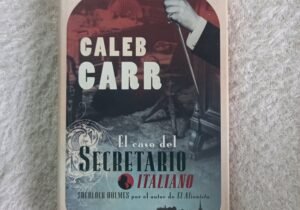 CALEB
CARR
El caso del
SECRETARIO
ITALIANO
SHERLOCK HOLMES por el autor de El Alienista